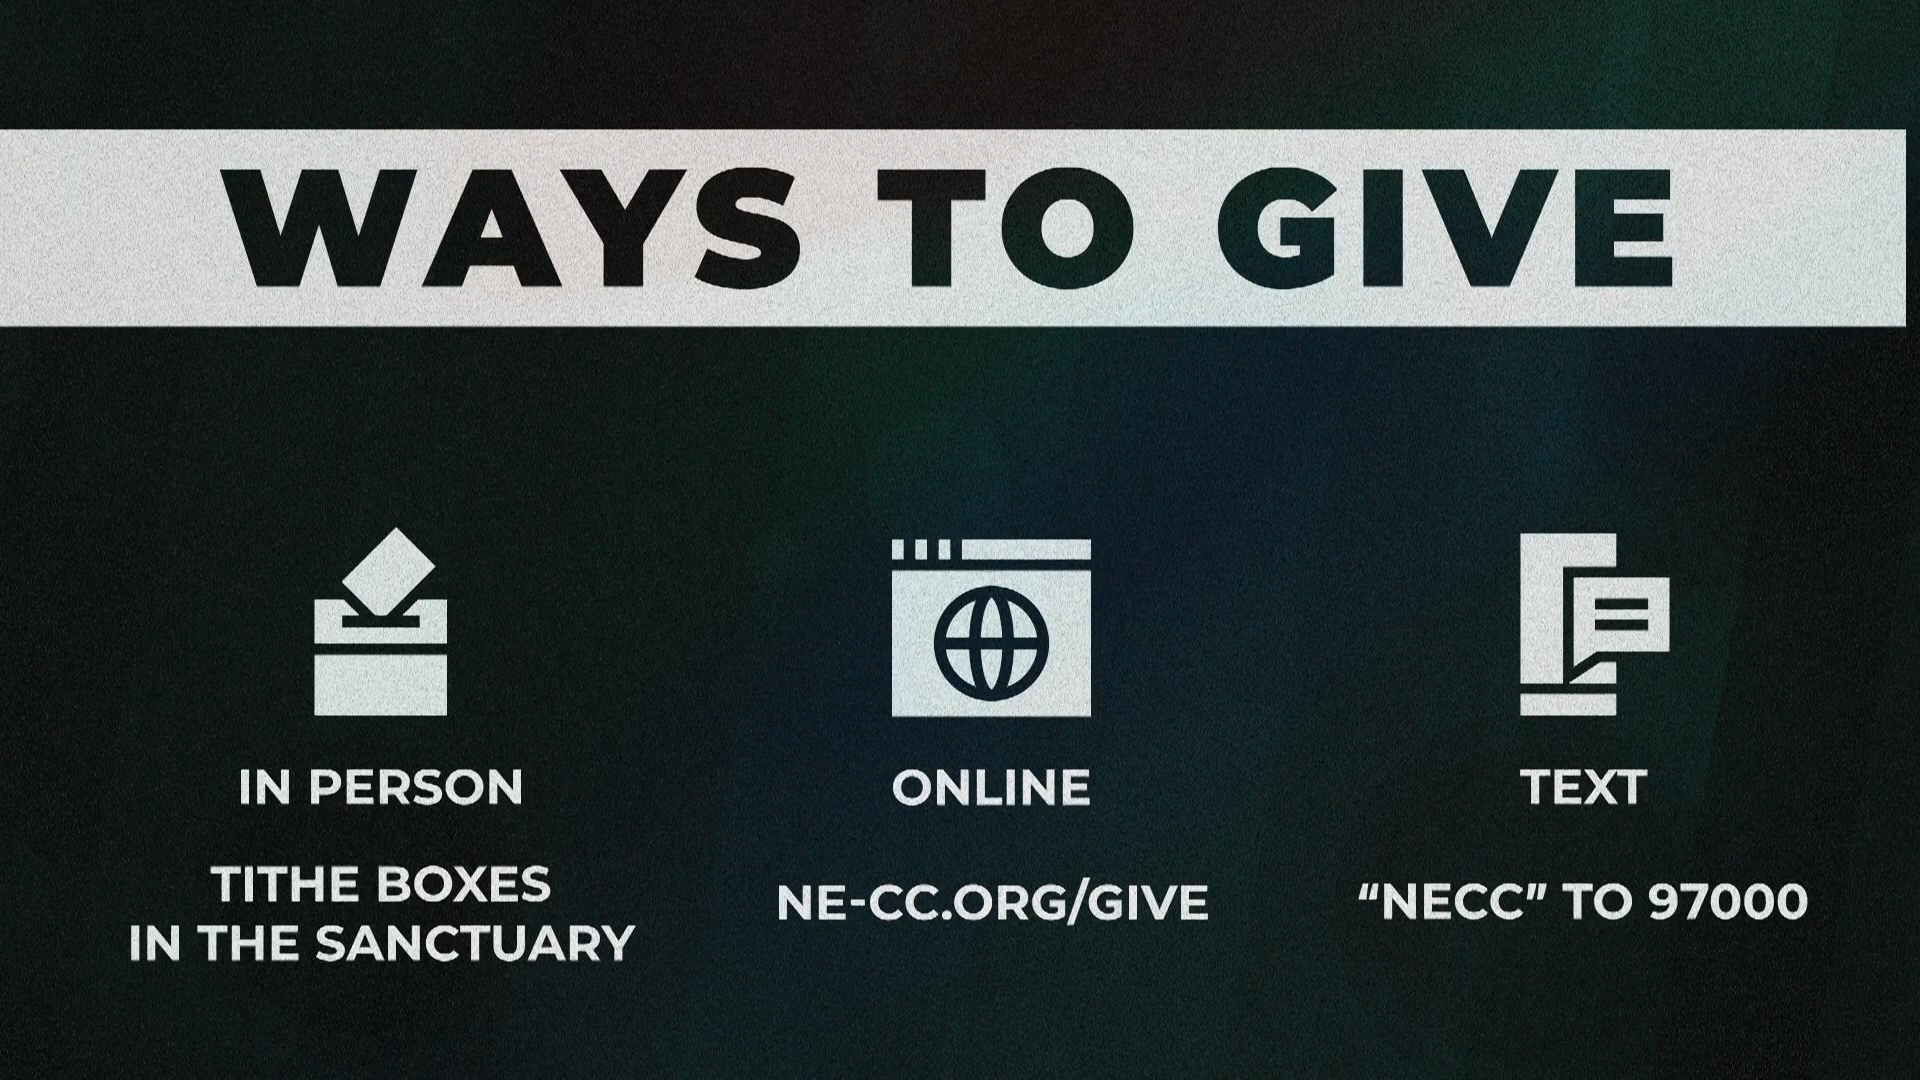 WAYS TO GIVE
IN PERSON
TITHE BOXES
IN THE SANCTUARY
ONLINE
NE-CC.ORG/GIVE
TEXT
“NECC” TO 97000